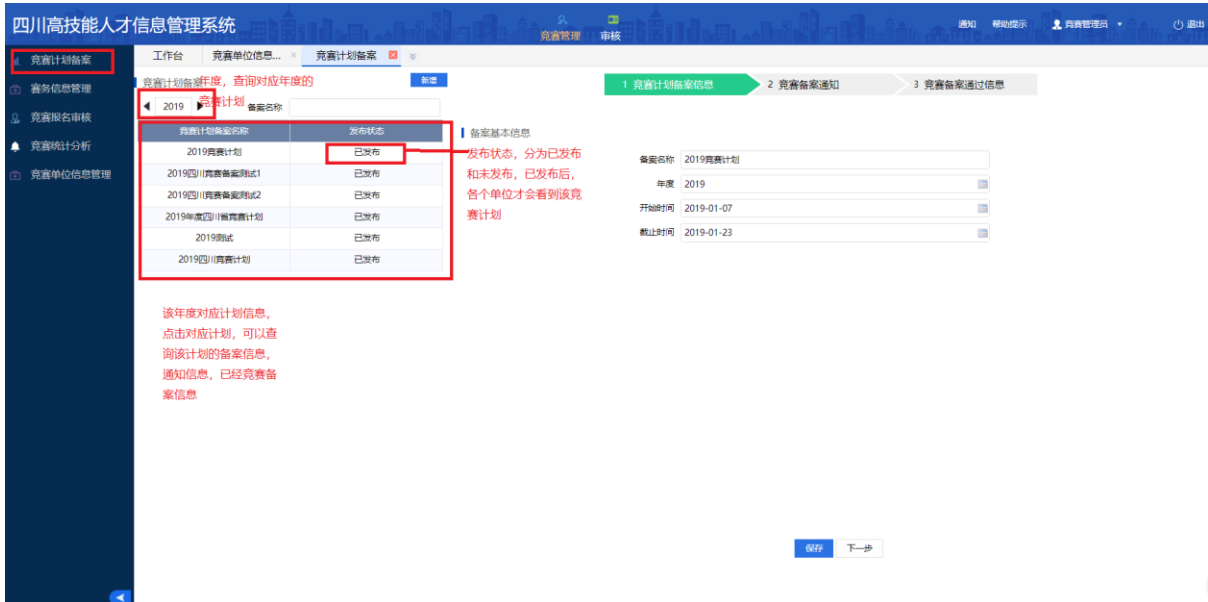 四川高技能人才信息管理系统
竞赛管理
审核
通知
帮助提示
竞赛管理员
退出
竞赛计划备案
赛务信息管理
竞赛报名审核
竞赛统计分析
竞赛单位信息管理
工作台
竞赛单位信息...
竞赛计划备案
竞赛计划备案
年度，查询对应年度的
竞赛计划
新增
2019
备案名称
竞赛计划备案名称 发布状态
2019竞赛计划 已发布
2019四川竞赛备案测试1 已发布
2019四川竞赛备案测试2 已发布
2019年度四川省竞赛计划 已发布
2019测试 已发布
2019四川竞赛计划 已发布
该年度对应计划信息，
点击对应计划，可以查
询该计划的备案信息，
通知信息，已经竞赛备
案信息
1 竞赛计划备案信息
2 竞赛备案通知
3 竞赛备案通过信息
备案基本信息
发布状态，分为已发布
和未发布，已发布后，
各个单位才会看到该竞
赛计划
备案名称 2019竞赛计划
年度 2019
开始时间 2019-01-07
截止时间 2019-01-23
保存
下一步